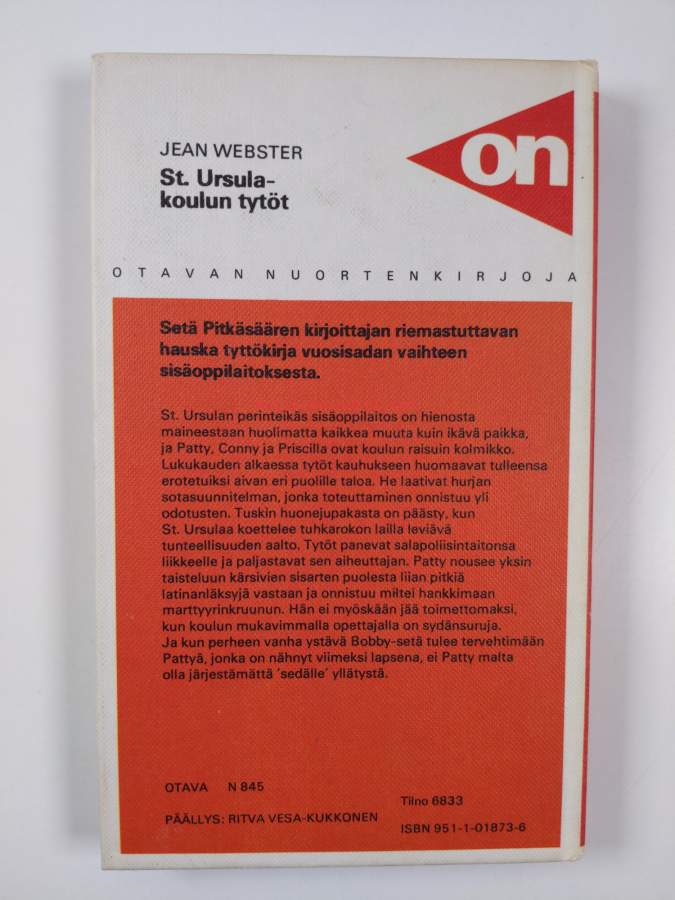 JEAN WEBSTER
St. Ursula-
koulun tytöt
on
OTAVAN NUORTENKIRJOJA
Setä Pitkäsäären kirjoittajan riemastuttavan
hauska tyttökirja vuosisadan vaihteen
sisäoppilaitoksesta.
St. Ursulan perinteikäs sisäoppilaitos on hienosta
maineestaan huolimatta kaikkea muuta kuin ikävä paikka,
ja Patty, Conny ja Priscilla ovat koulun raisuin kolmikko.
Lukukauden alkaessa tytöt kauhukseen huomaavat tulleensa
erotetuiksi aivan eri puolille taloa. He laativat hurjan
sotasuunnitelman, jonka toteuttaminen onnistuu yli
odotusten. Tuskin huonejupakasta on päästy, kun
St. Ursulaa koettelee tuhkarokon lailla leviävä
tunteellisuuden aalto. Tytöt panevat salapoliisintaitonsa
liikkeelle ja paljastavat sen aiheuttajan. Patty nousee yksin
taisteluun kärsivien sisarten puolesta liian pitkiä
latinanläksyjä vastaan ja onnistuu miltei hankkimaan
marttyyrinkruunun. Hän ei myöskään jää toimettomaksi,
kun koulun mukavimmalla opettajalla on sydänsuruja.
Ja kun perheen vanha ystävä Bobby-setä tulee tervehtimään
Pattyä, jonka on nähnyt viimeksi lapsena, ei Patty malta
olla järjestämättä 'sedälle' yllätystä.
OTAVA N 845
Tilno 6833
PÄÄLLYS: RITVA VESA-KUKKONEN
ISBN 951-1-01873-6